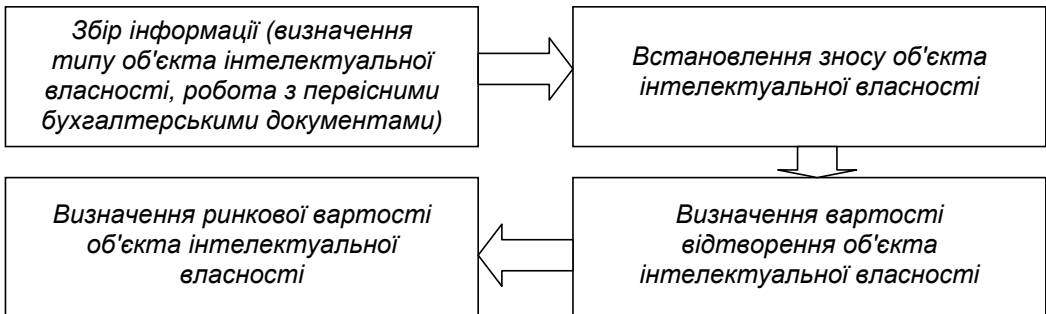 Збір інформації (визначення
типу об'єкта інтелектуальної
власності, робота з первісними
бухгалтерськими документами)
Встановлення зносу об'єкта
інтелектуальної власності
Визначення вартості
відтворення об'єкта
інтелектуальної власності
Визначення ринкової вартості
об'єкта інтелектуальної
власності